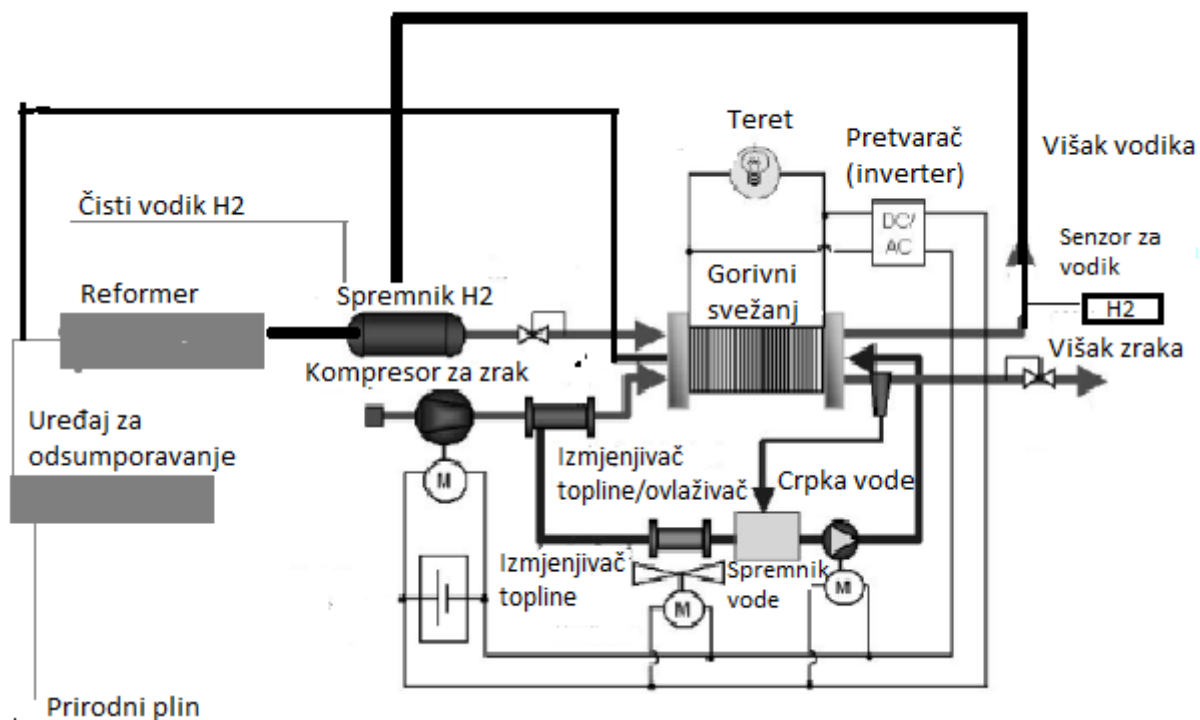 Teret
Pretvarač
(inverter)
Višak vodika
Čisti vodik H2
DC/
AC
Senzor za
vodik
Reformer
Spremnik H2
Gorivni
svežanj
H2
Kompresor za zrak
Višak zraka
Uređaj za
odsumporavanje
Izmjenjivač
topline/ovlaživač
Crpka vode
M
Izmjenjivač
topline
Spremnik
vode
M
M
Prirodni plin